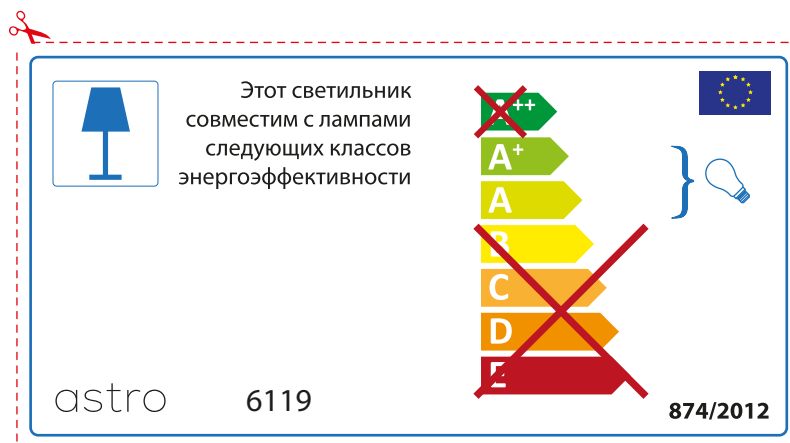 Этот светильник
совместим с лампами
следующих классов
энергоэффективности
A++
A+
A
B
C
D
E
astro
6119
874/2012